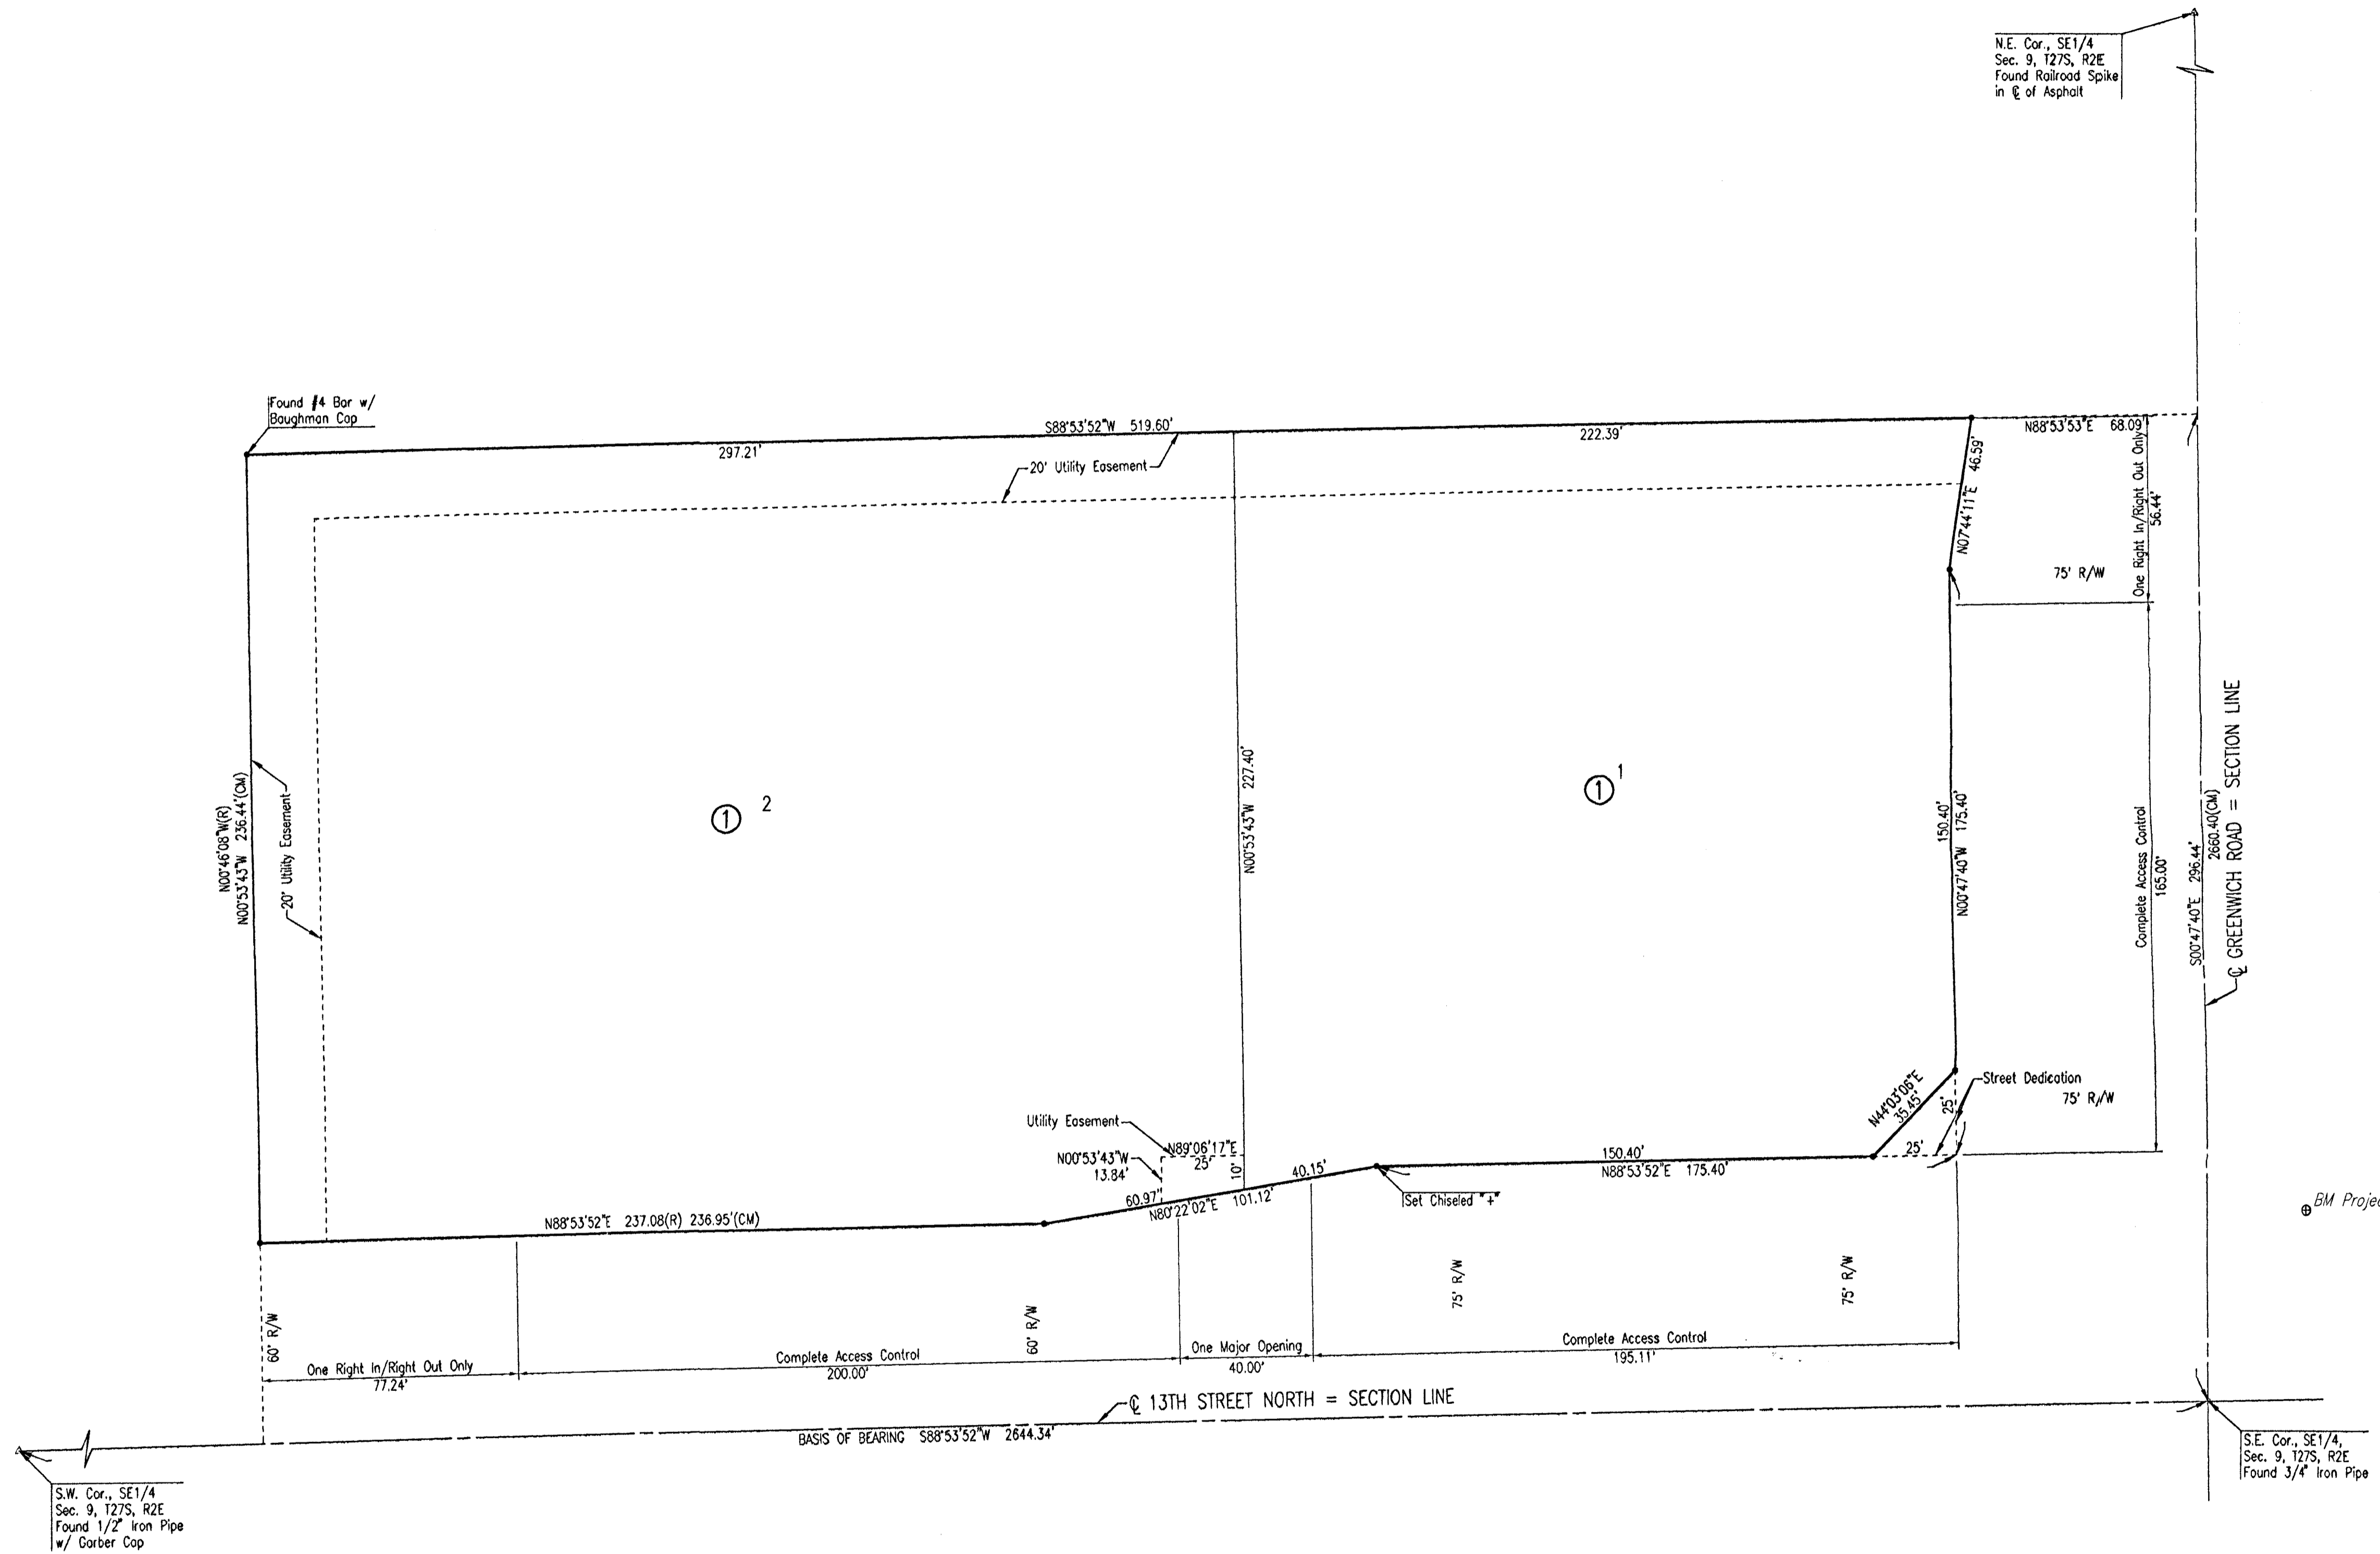 N.E. Cor., SE1/4
Sec. 9, T27S, R2E
Found Railroad Spike
in ℄ of Asphalt
Found #4 Bar w/
Baughman Cap
S88°53'52"W 519.60'
297.21'
222.39'
20' Utility Easement
N88°53'53"E 68.09'
N07°44'11"E 46.59'
One Right In/Right Out Only
56.44'
75' R/W
N00°46'08"W(R)
N00°53'43"W 236.44'(CM)
20' Utility Easement
1 2
N00°53'43"W 227.40'
1 1
150.40'
N00°47'40"W 175.40'
Complete Access Control
165.00'
S00°47'40"E 296.44'
2660.40(CM)
℄ GREENWICH ROAD = SECTION LINE
Street Dedication
75' R/W
N44°03'06"E
35.45'
25'
25'
Utility Easement
N89°06'17"E
25'
N00°53'43"W
13.84'
10'
60.97'
40.15'
N80°22'02"E 101.12'
150.40'
N88°53'52"E 175.40'
Set Chiseled "+"
N88°53'52"E 237.08(R) 236.95'(CM)
BM Projec
60' R/W
60' R/W
75' R/W
75' R/W
One Right In/Right Out Only
77.24'
Complete Access Control
200.00'
One Major Opening
40.00'
Complete Access Control
195.11'
℄ 13TH STREET NORTH = SECTION LINE
BASIS OF BEARING S88°53'52"W 2644.34'
S.W. Cor., SE1/4
Sec. 9, T27S, R2E
Found 1/2" Iron Pipe
w/ Garber Cap
S.E. Cor., SE1/4,
Sec. 9, T27S, R2E
Found 3/4" Iron Pipe